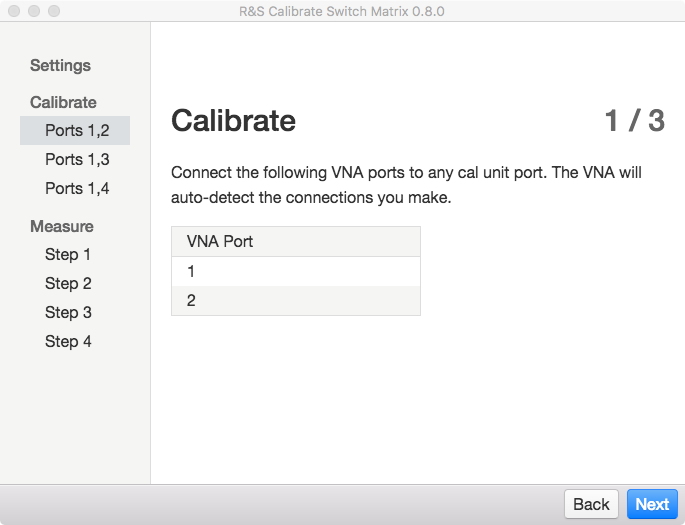 R&S Calibrate Switch Matrix 0.8.0
Settings
Calibrate
Ports 1,2
Ports 1,3
Ports 1,4
Measure
Step 1
Step 2
Step 3
Step 4
Calibrate 1 / 3
Connect the following VNA ports to any cal unit port. The VNA will
auto-detect the connections you make.
VNA Port
1
2
Back Next